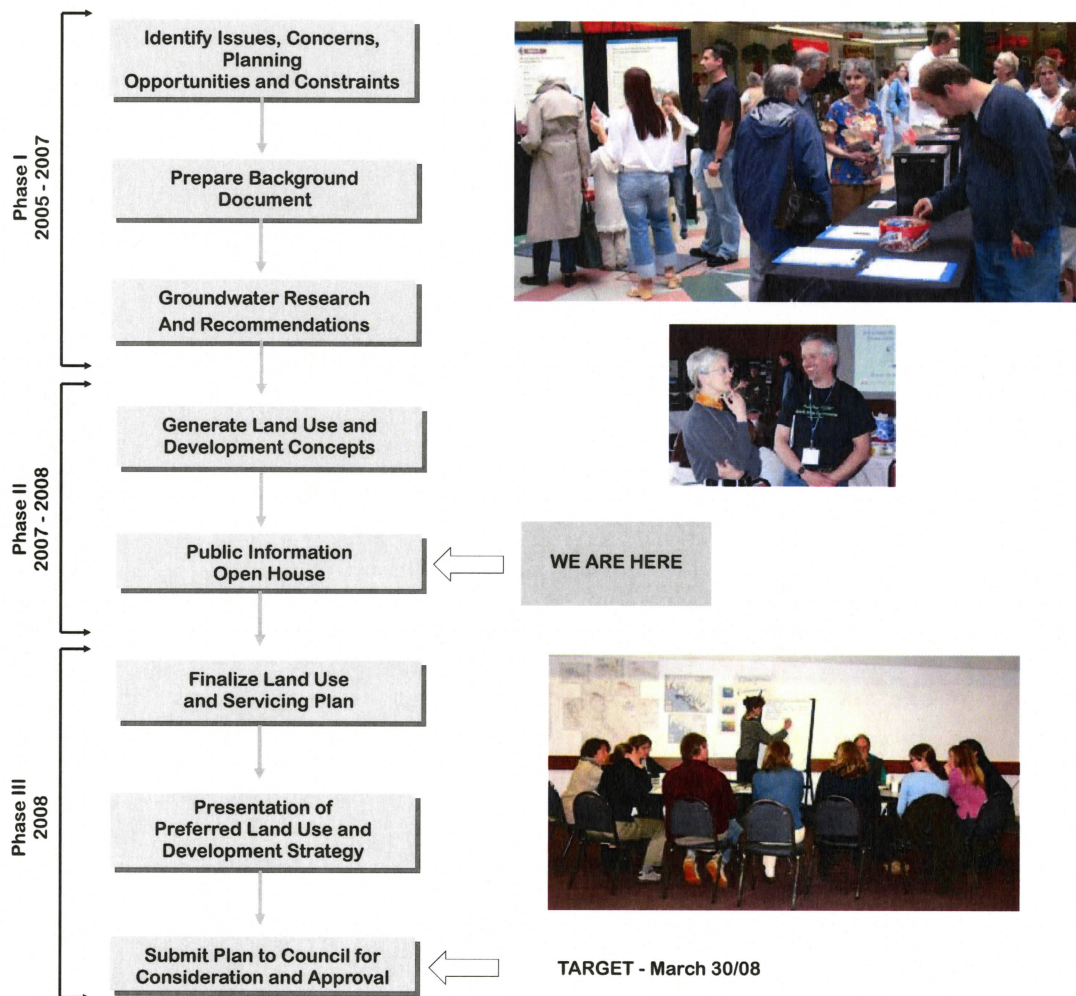 Phase I
2005 - 2007
Identify Issues, Concerns,
Planning
Opportunities and Constraints
Prepare Background
Document
Groundwater Research
And Recommendations
Phase II
2007 - 2008
Generate Land Use and
Development Concepts
Public Information
Open House
WE ARE HERE
Phase III
2008
Finalize Land Use
and Servicing Plan
Presentation of
Preferred Land Use and
Development Strategy
Submit Plan to Council for
Consideration and Approval
TARGET - March 30/08